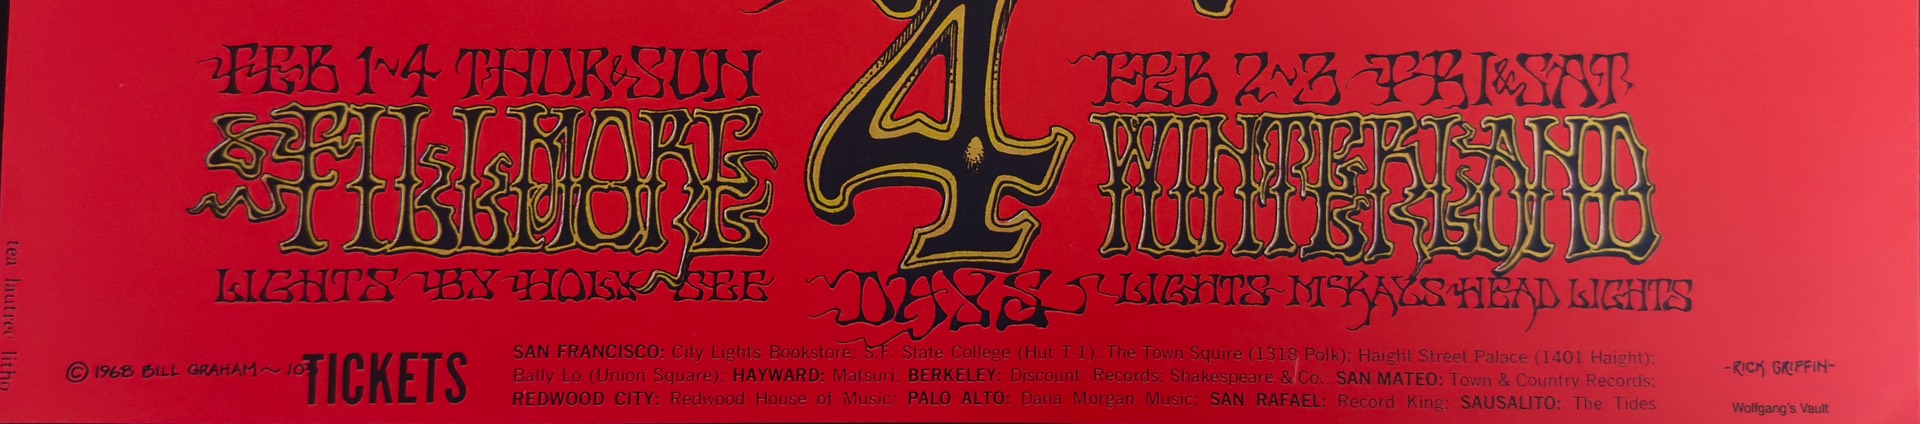 FEB 1~4 THUR&SUN
FILLMORE
LIGHTS BY HOLY SEE
4
DAYS
FEB 2~3 FRI&SAT
WINTERLAND
LIGHTS McKAYS HEAD LIGHTS
tea lautrec litho
© 1968 BILL GRAHAM ~ 103
TICKETS
SAN FRANCISCO: City Lights Bookstore; S.F. State College (Hut T-1); The Town Squire (1318 Polk); Haight Street Palace (1401 Haight);
Bally Lo (Union Square); HAYWARD: Matsuri; BERKELEY: Discount Records; Shakespeare & Co.; SAN MATEO: Town & Country Records;
REDWOOD CITY: Redwood House of Music; PALO ALTO: Dana Morgan Music; SAN RAFAEL: Record King; SAUSALITO: The Tides
-RICK GRIFFIN-
Wolfgang's Vault